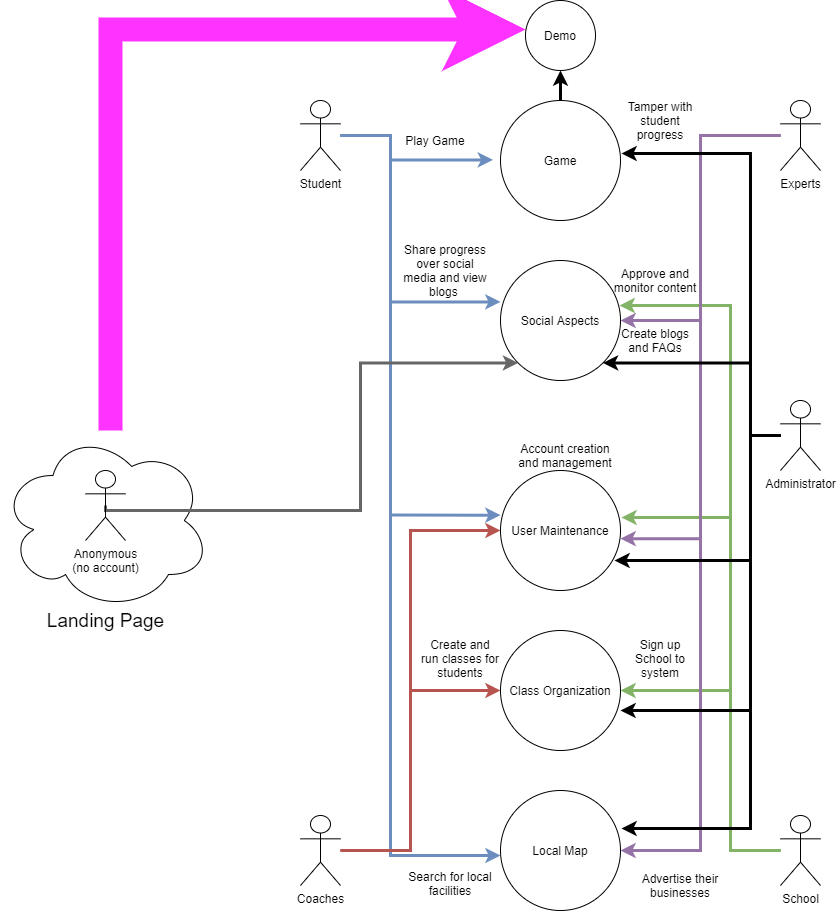 Demo
Tamper with
student
progress
Play Game
Game
Student
Experts
Share progress
over social
media and view
blogs
Approve and
monitor content
Social Aspects
Create blogs
and FAQs
Account creation
and management
Administrator
User Maintenance
Anonymous
(no account)
Landing Page
Create and
run classes for
students
Sign up
School to
system
Class Organization
Local Map
Search for local
facilities
Advertise their
businesses
Coaches
School